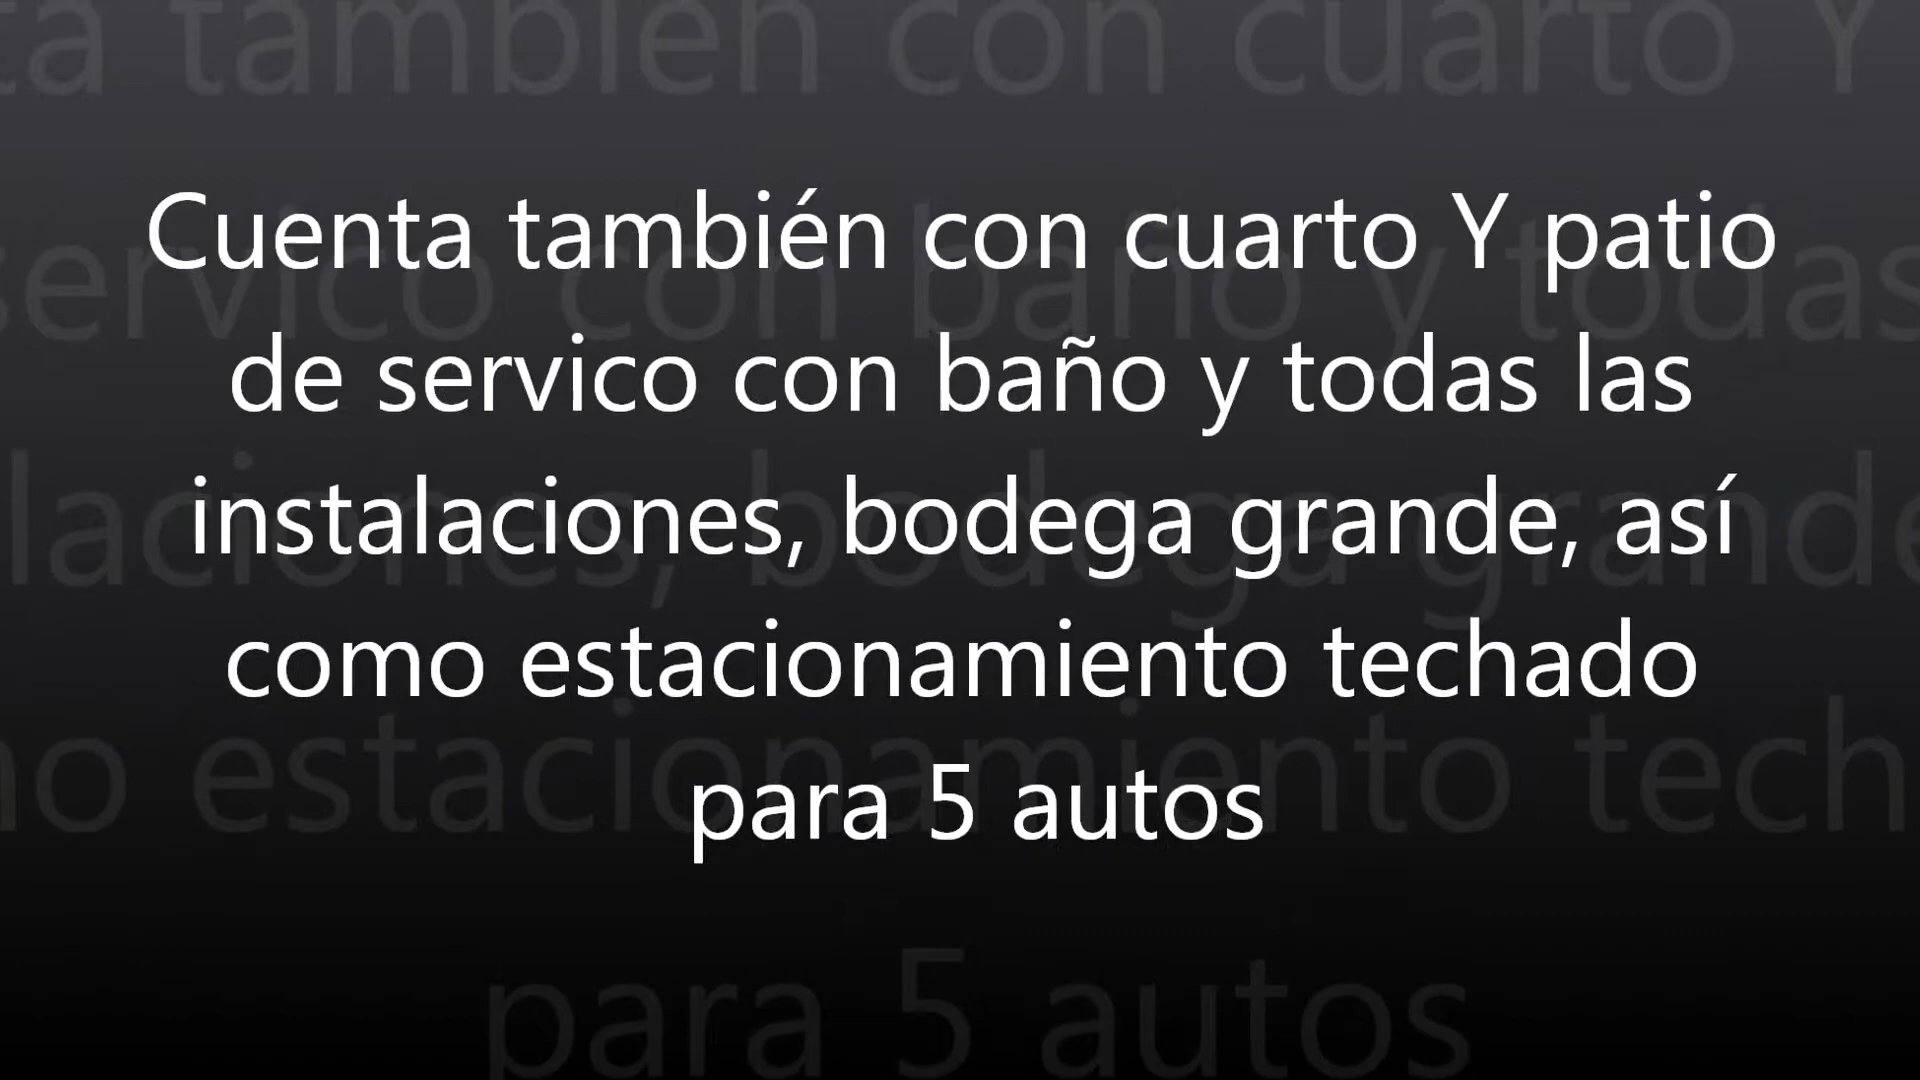 Cuenta también con cuarto Y patio
de servico con baño y todas las
instalaciones, bodega grande, así
como estacionamiento techado
para 5 autos